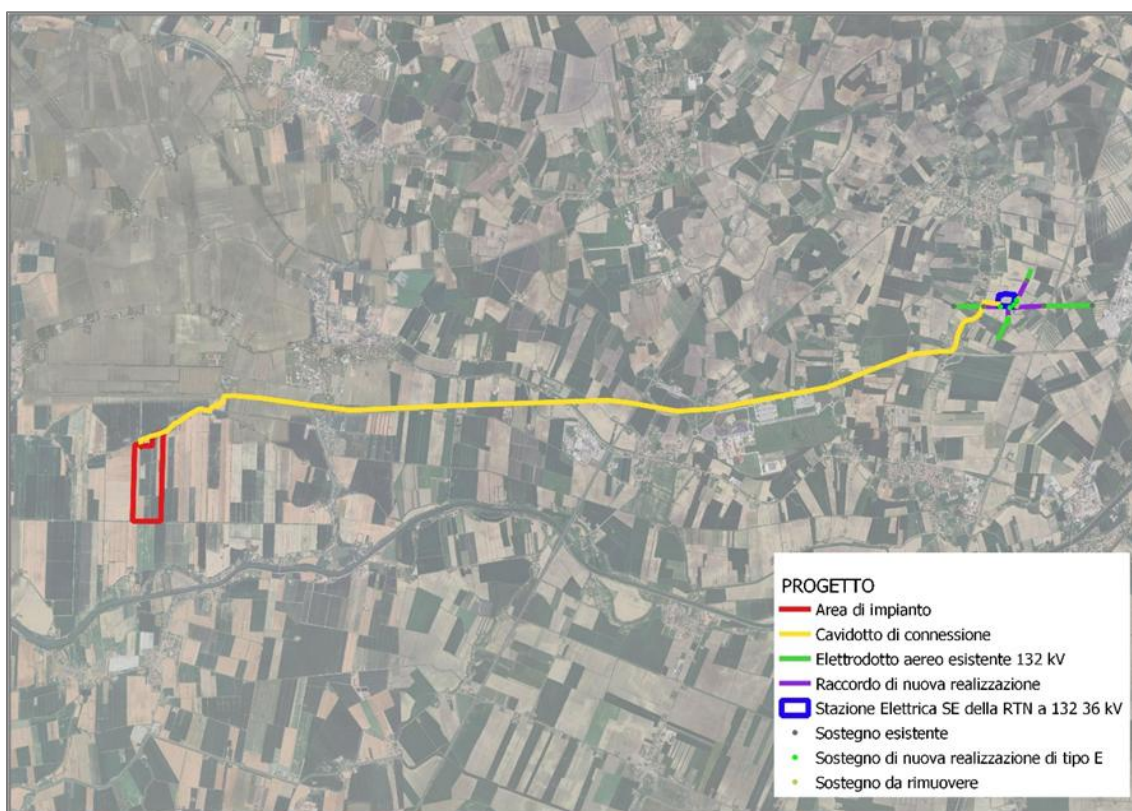 PROGETTO
Area di impianto
Cavidotto di connessione
Elettrodotto aereo esistente 132 kV
Raccordo di nuova realizzazione
Stazione Elettrica SE della RTN a 132 36 kV
Sostegno esistente
Sostegno di nuova realizzazione di tipo E
Sostegno da rimuovere